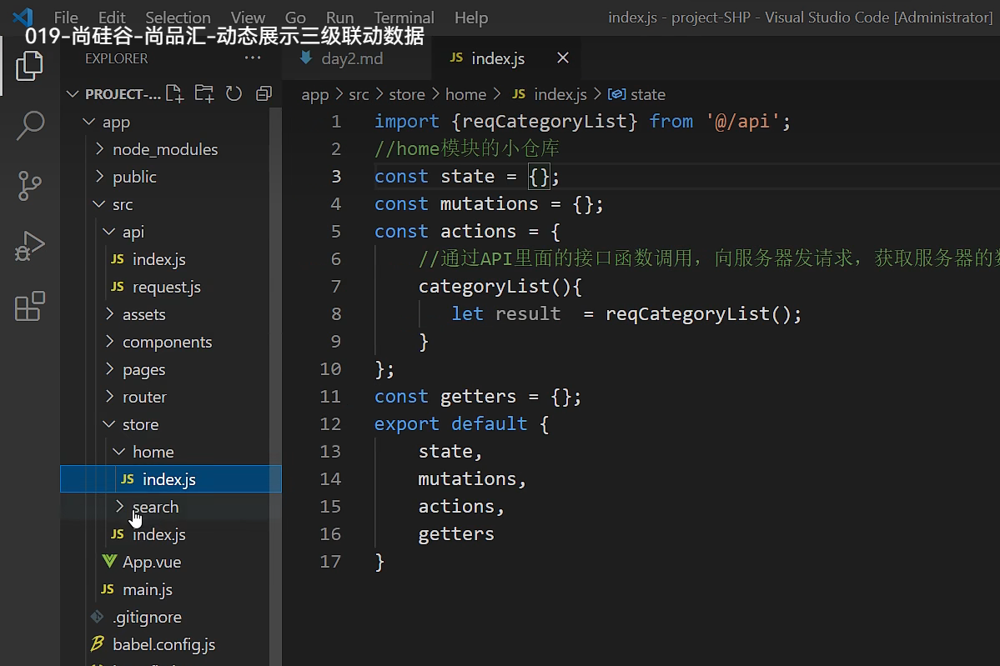 File Edit Selection View Go Run Terminal Help
index.js - project-SHP - Visual Studio Code [Administrator]
019-尚硅谷-尚品汇-动态展示三级联动数据
EXPLORER
day2.md
JS index.js
PROJECT-...
app > src > store > home > JS index.js > state
app
node_modules
public
src
api
JS index.js
JS request.js
assets
components
pages
router
store
home
JS index.js
search
JS index.js
App.vue
JS main.js
.gitignore
babel.config.js
1 import {reqCategoryList} from '@/api';
2 //home模块的小仓库
3 const state = {};
4 const mutations = {};
5 const actions = {
6 //通过API里面的接口函数调用，向服务器发请求，获取服务器的
7 categoryList(){
8 let result  = reqCategoryList();
9 }
10 };
11 const getters = {};
12 export default {
13 state,
14 mutations,
15 actions,
16 getters
17 }